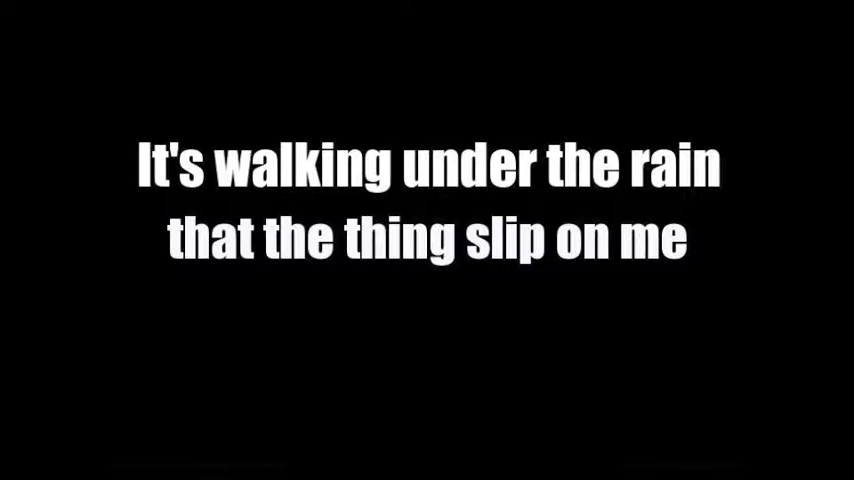 It's walking under the rain
that the thing slip on me